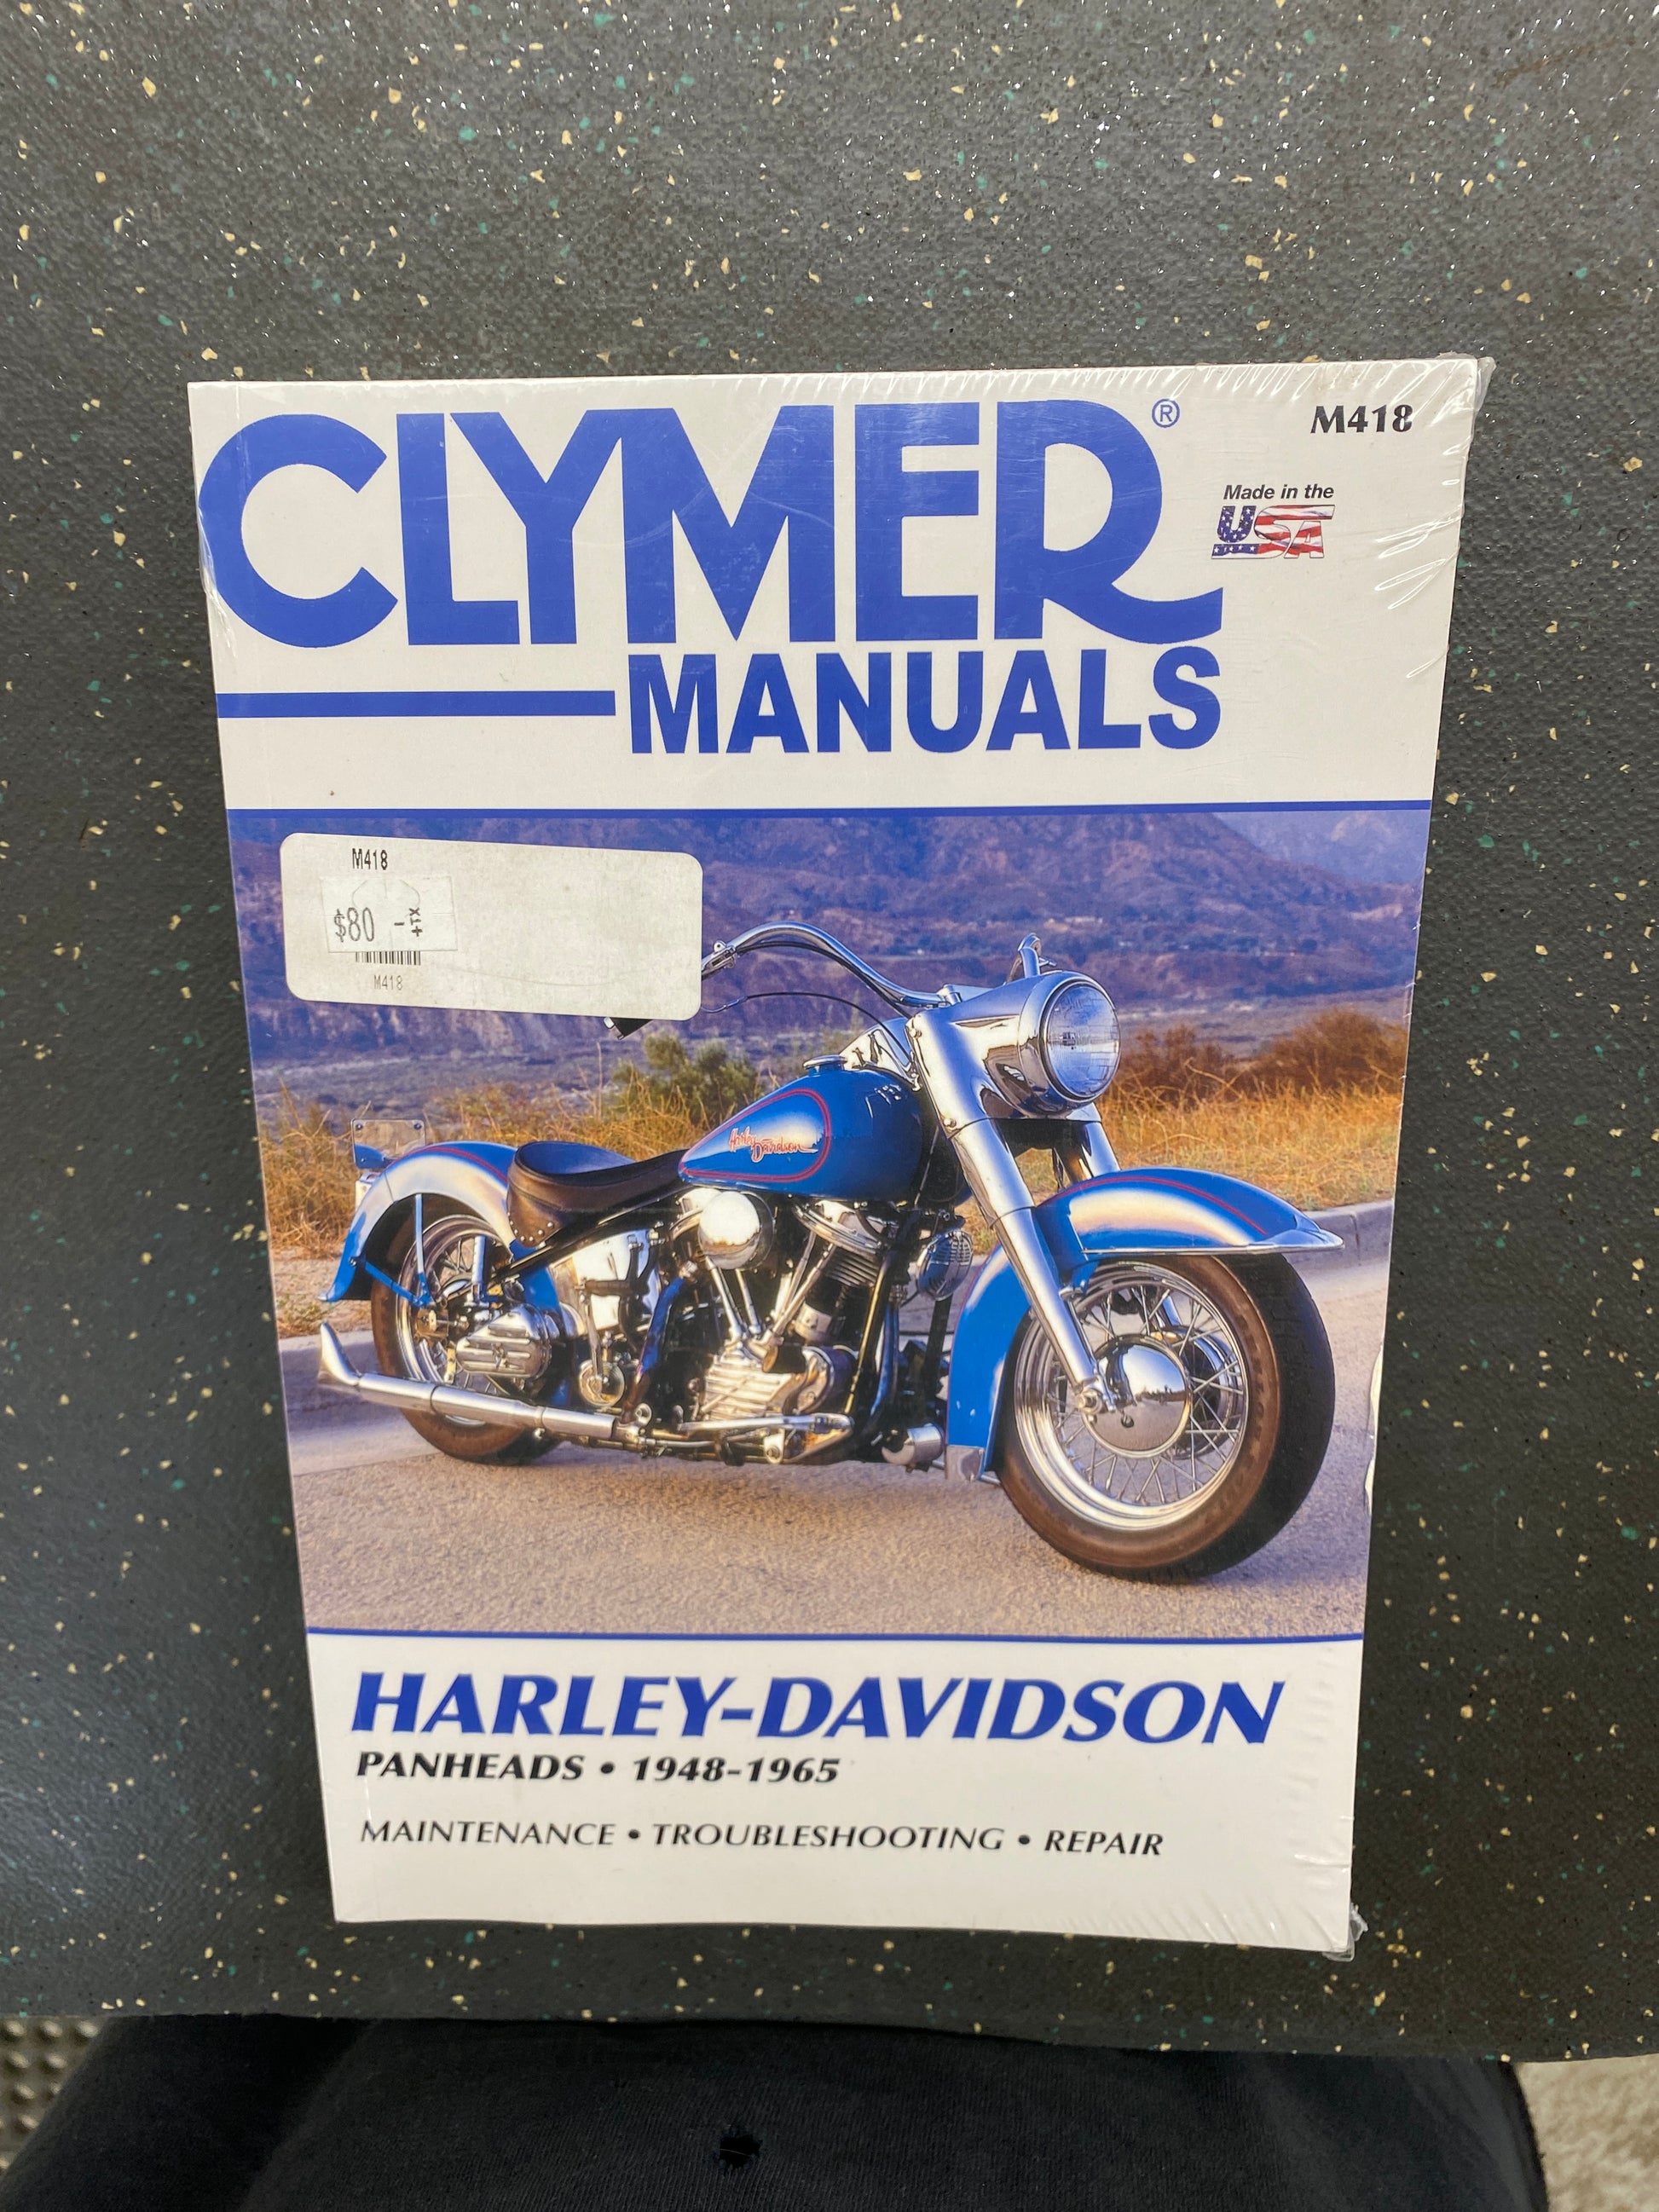 CLYMER®
M418
Made in the
USA
MANUALS
M418
$80 - +TX
M418
Harley
Davidson
HARLEY-DAVIDSON
PANHEADS • 1948-1965
MAINTENANCE • TROUBLESHOOTING • REPAIR